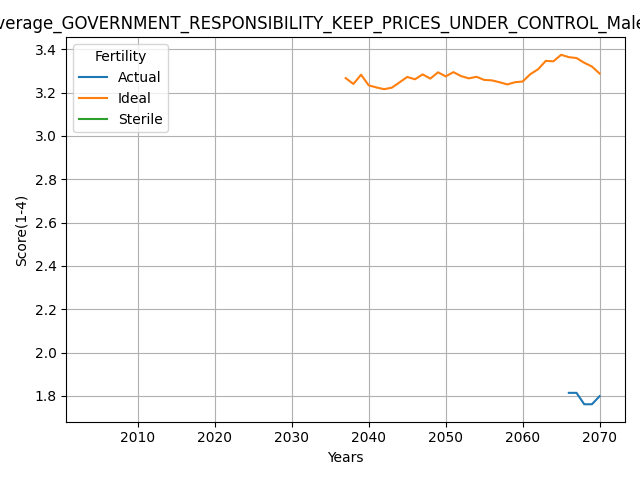 verage_GOVERNMENT_RESPONSIBILITY_KEEP_PRICES_UNDER_CONTROL_Male
Fertility
Actual
Ideal
Sterile
Score(1-4)
3.4
3.2
3.0
2.8
2.6
2.4
2.2
2.0
1.8
2010 2020 2030 2040 2050 2060 2070
Years